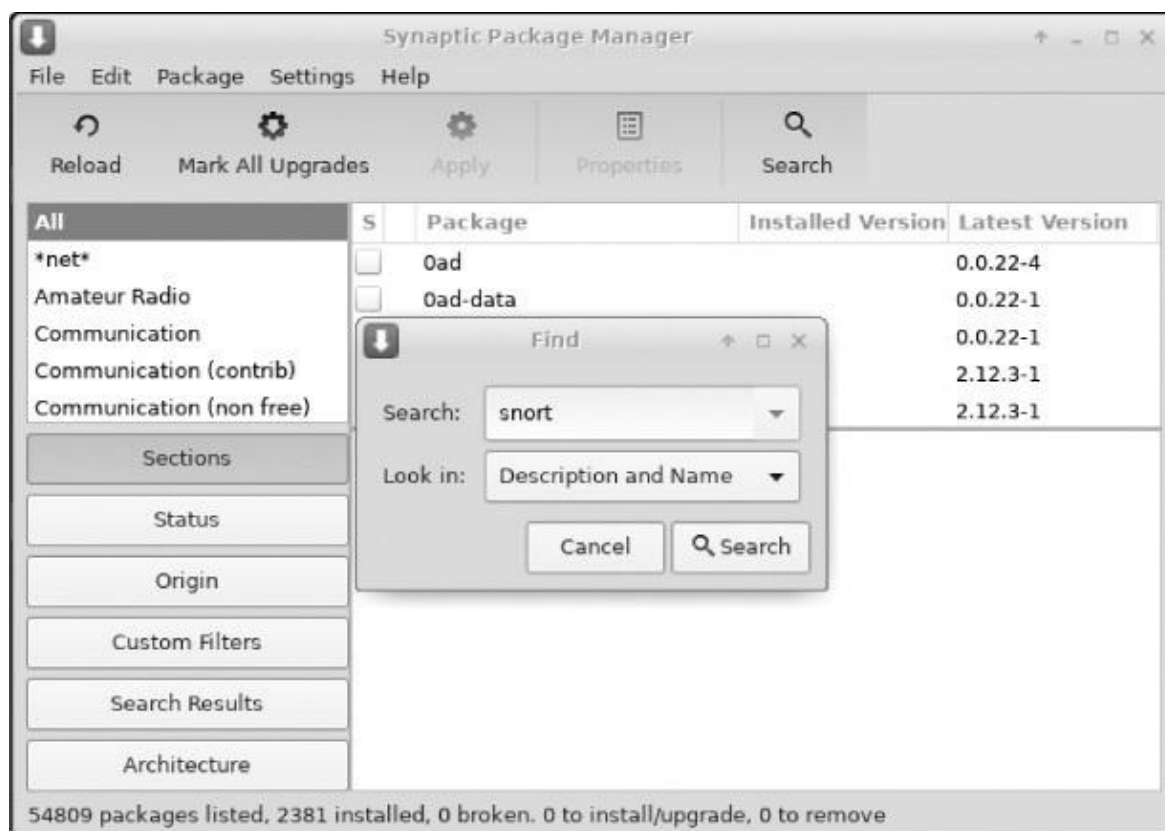 Synaptic Package Manager
File Edit Package Settings Help
Reload Mark All Upgrades Apply Properties Search
All
*net*
Amateur Radio
Communication
Communication (contrib)
Communication (non free)
S Package Installed Version Latest Version
0ad 0.0.22-4
0ad-data 0.0.22-1
0.0.22-1
2.12.3-1
2.12.3-1
Find
Search: snort
Look in: Description and Name
Cancel Search
Sections
Status
Origin
Custom Filters
Search Results
Architecture
54809 packages listed, 2381 installed, 0 broken. 0 to install/upgrade, 0 to remove